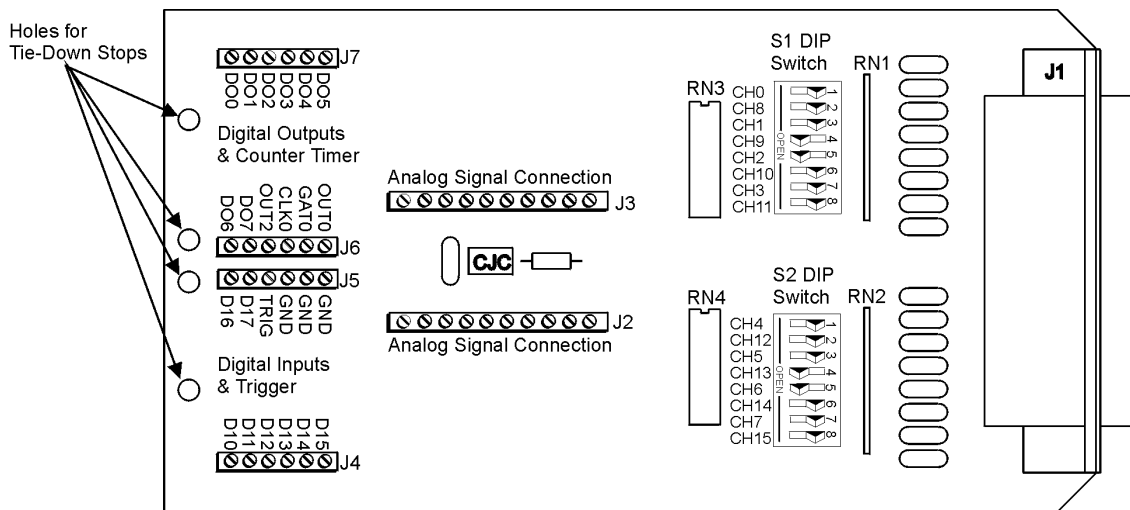 Holes for
Tie-Down Stops
J7
DO0
DO1
DO2
DO3
DO4
DO5
Digital Outputs
& Counter Timer
DO6
DO7
OUT2
CLK0
GAT0
OUT0
J6
J5
D16
D17
TRIG
GND
GND
GND
Digital Inputs
& Trigger
D10
D11
D12
D13
D14
D15
J4
Analog Signal Connection
J3
CJC
J2
Analog Signal Connection
S1 DIP
Switch
RN3
RN1
CH0
CH8
CH1
CH9
CH2
CH10
CH3
CH11
OPEN
1
2
3
4
5
6
7
8
S2 DIP
Switch
RN4
RN2
CH4
CH12
CH5
CH13
CH6
CH14
CH7
CH15
OPEN
1
2
3
4
5
6
7
8
J1